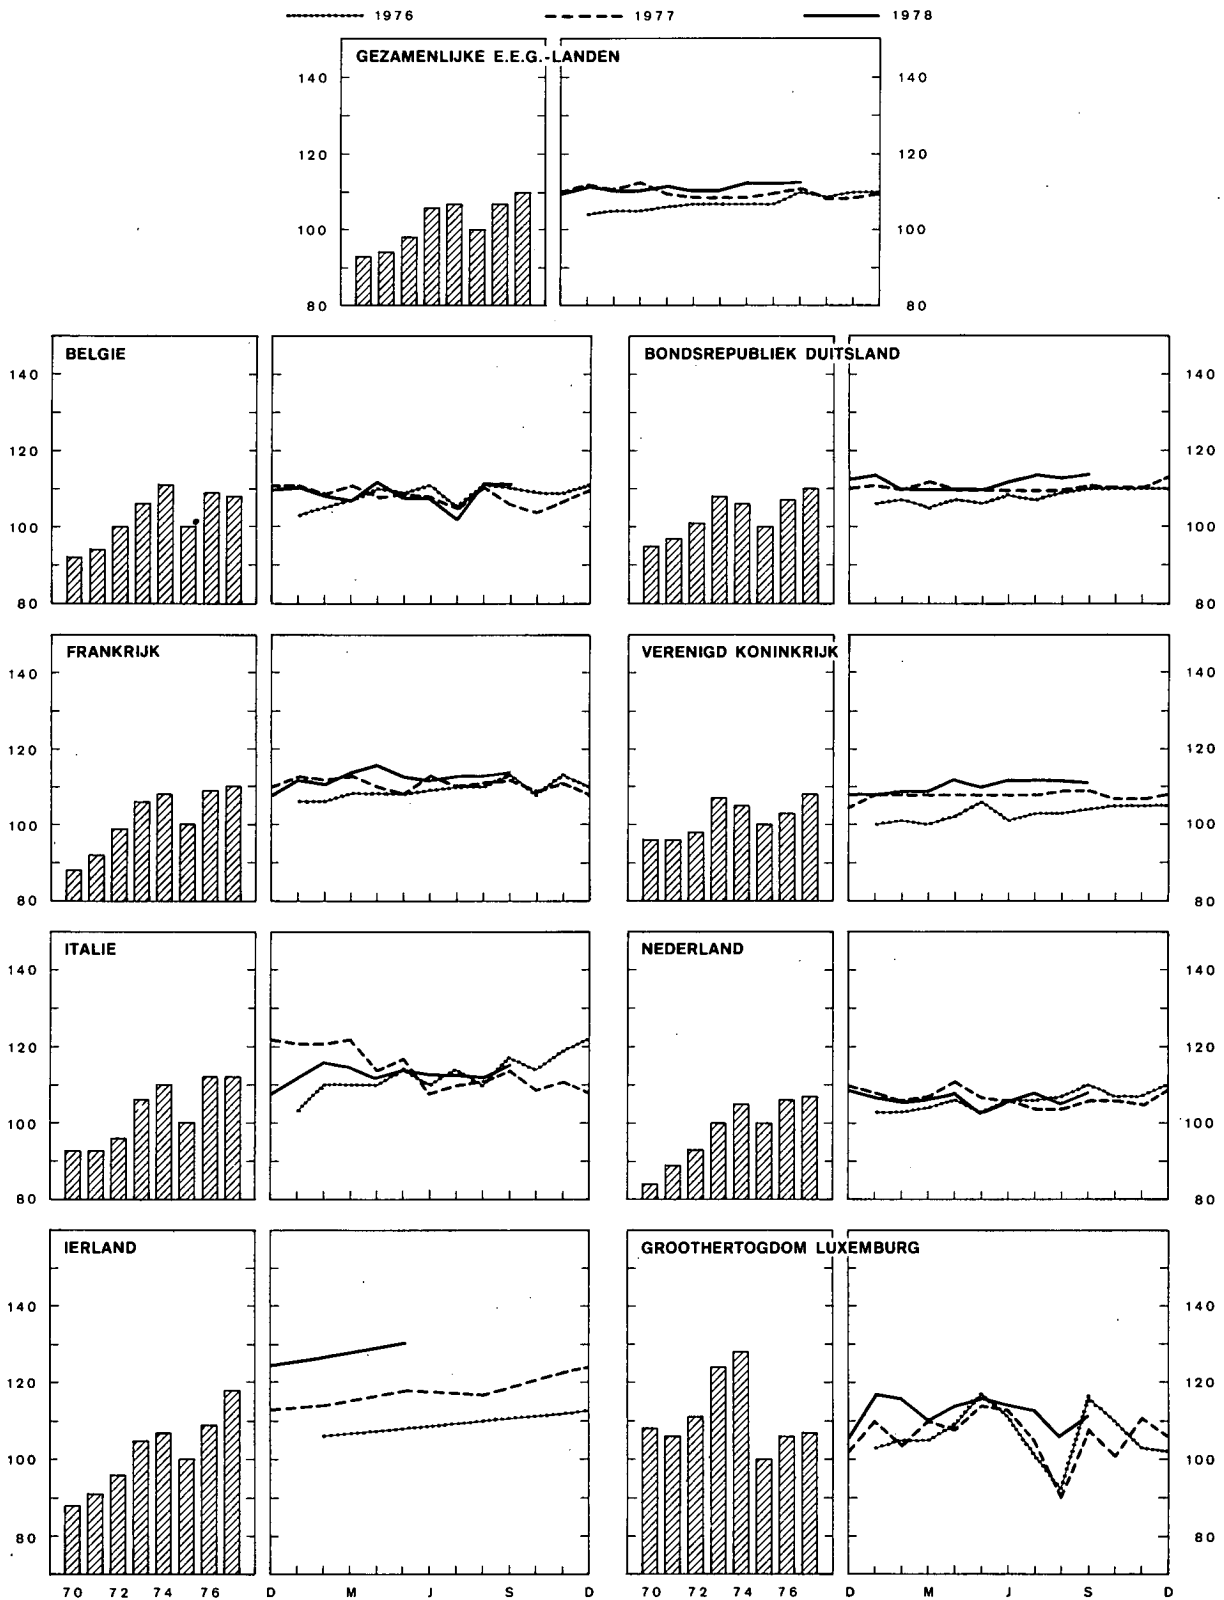 1976 1977 1978
GEZAMENLIJKE E.E.G.-LANDEN
140 140
120 120
100 100
80 80
BELGIE BONDSREPUBLIEK DUITSLAND
140 140
120 120
100 100
80 80
FRANKRIJK VERENIGD KONINKRIJK
140 140
120 120
100 100
80 80
ITALIE NEDERLAND
140 140
120 120
100 100
80 80
IERLAND GROOTHERTOGDOM LUXEMBURG
140 140
120 120
100 100
80 80
70 72 74 76 D M J S D 70 72 74 76 D M J S D